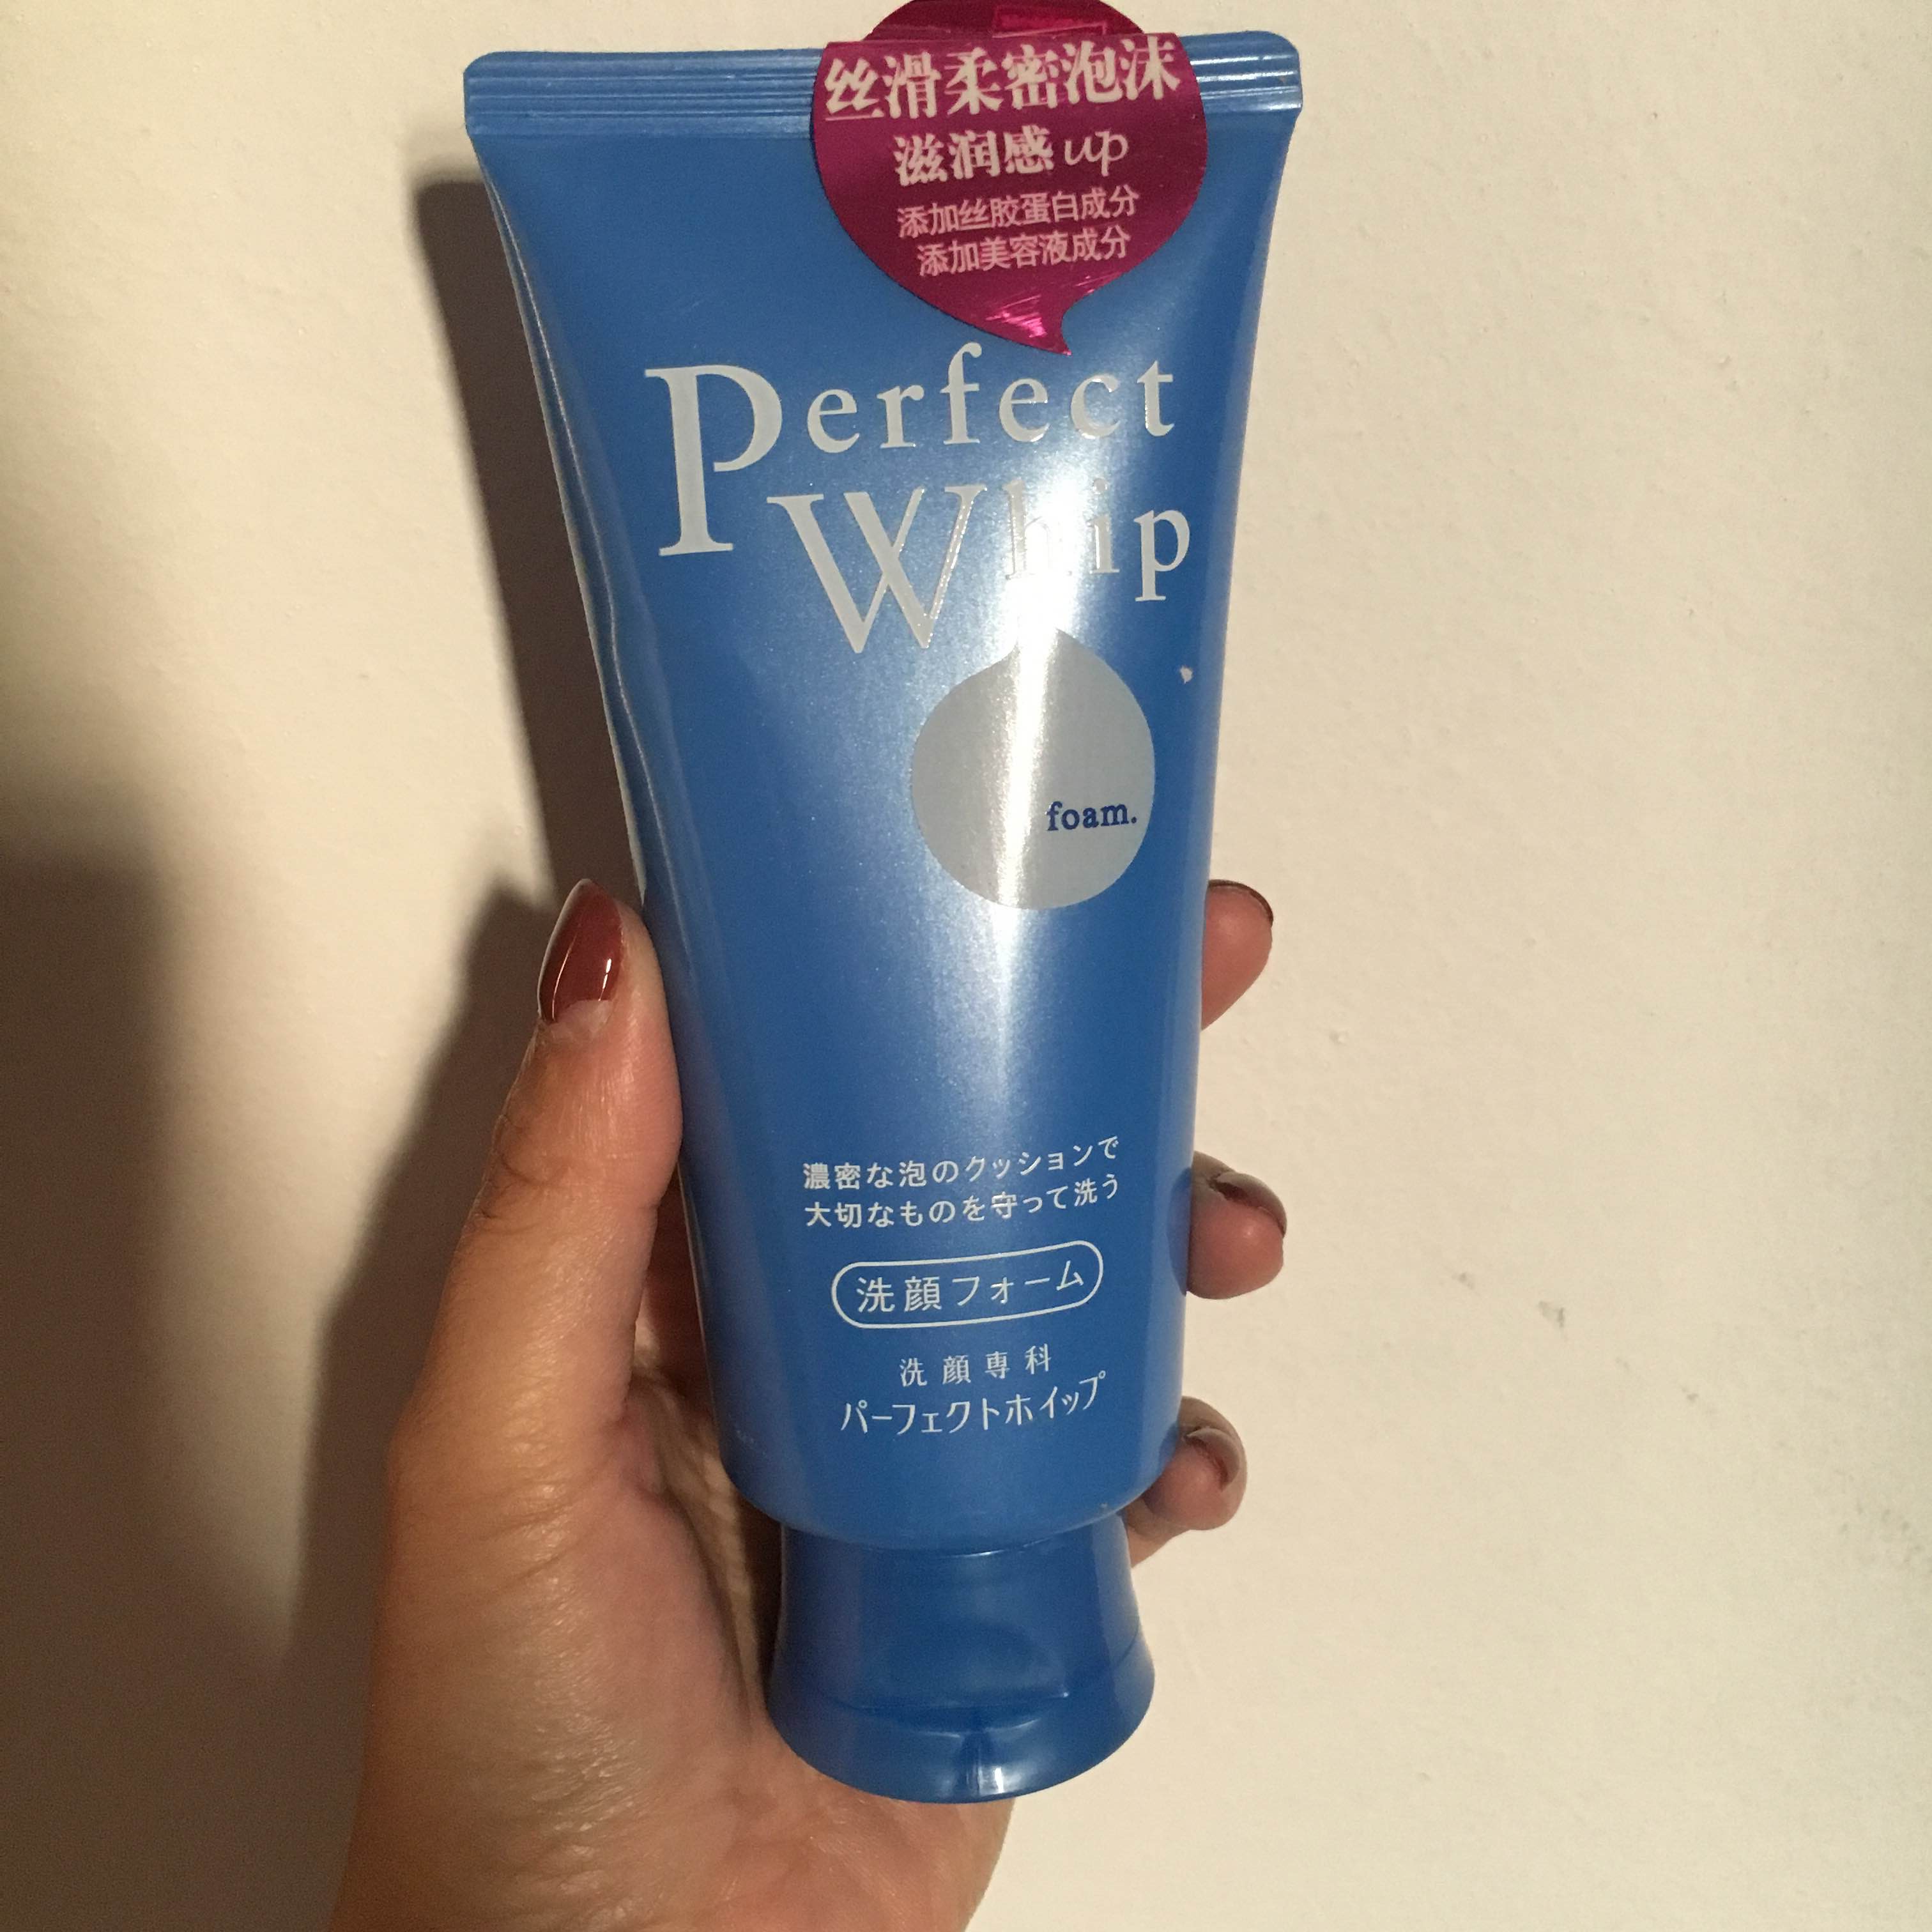 丝滑柔密泡沫
滋润感up
添加丝胶蛋白成分
添加美容液成分
Perfect
Whip
foam.
濃密な泡のクッションで
大切なものを守って洗う
洗顔フォーム
洗顔専科
パーフェクトホイップ